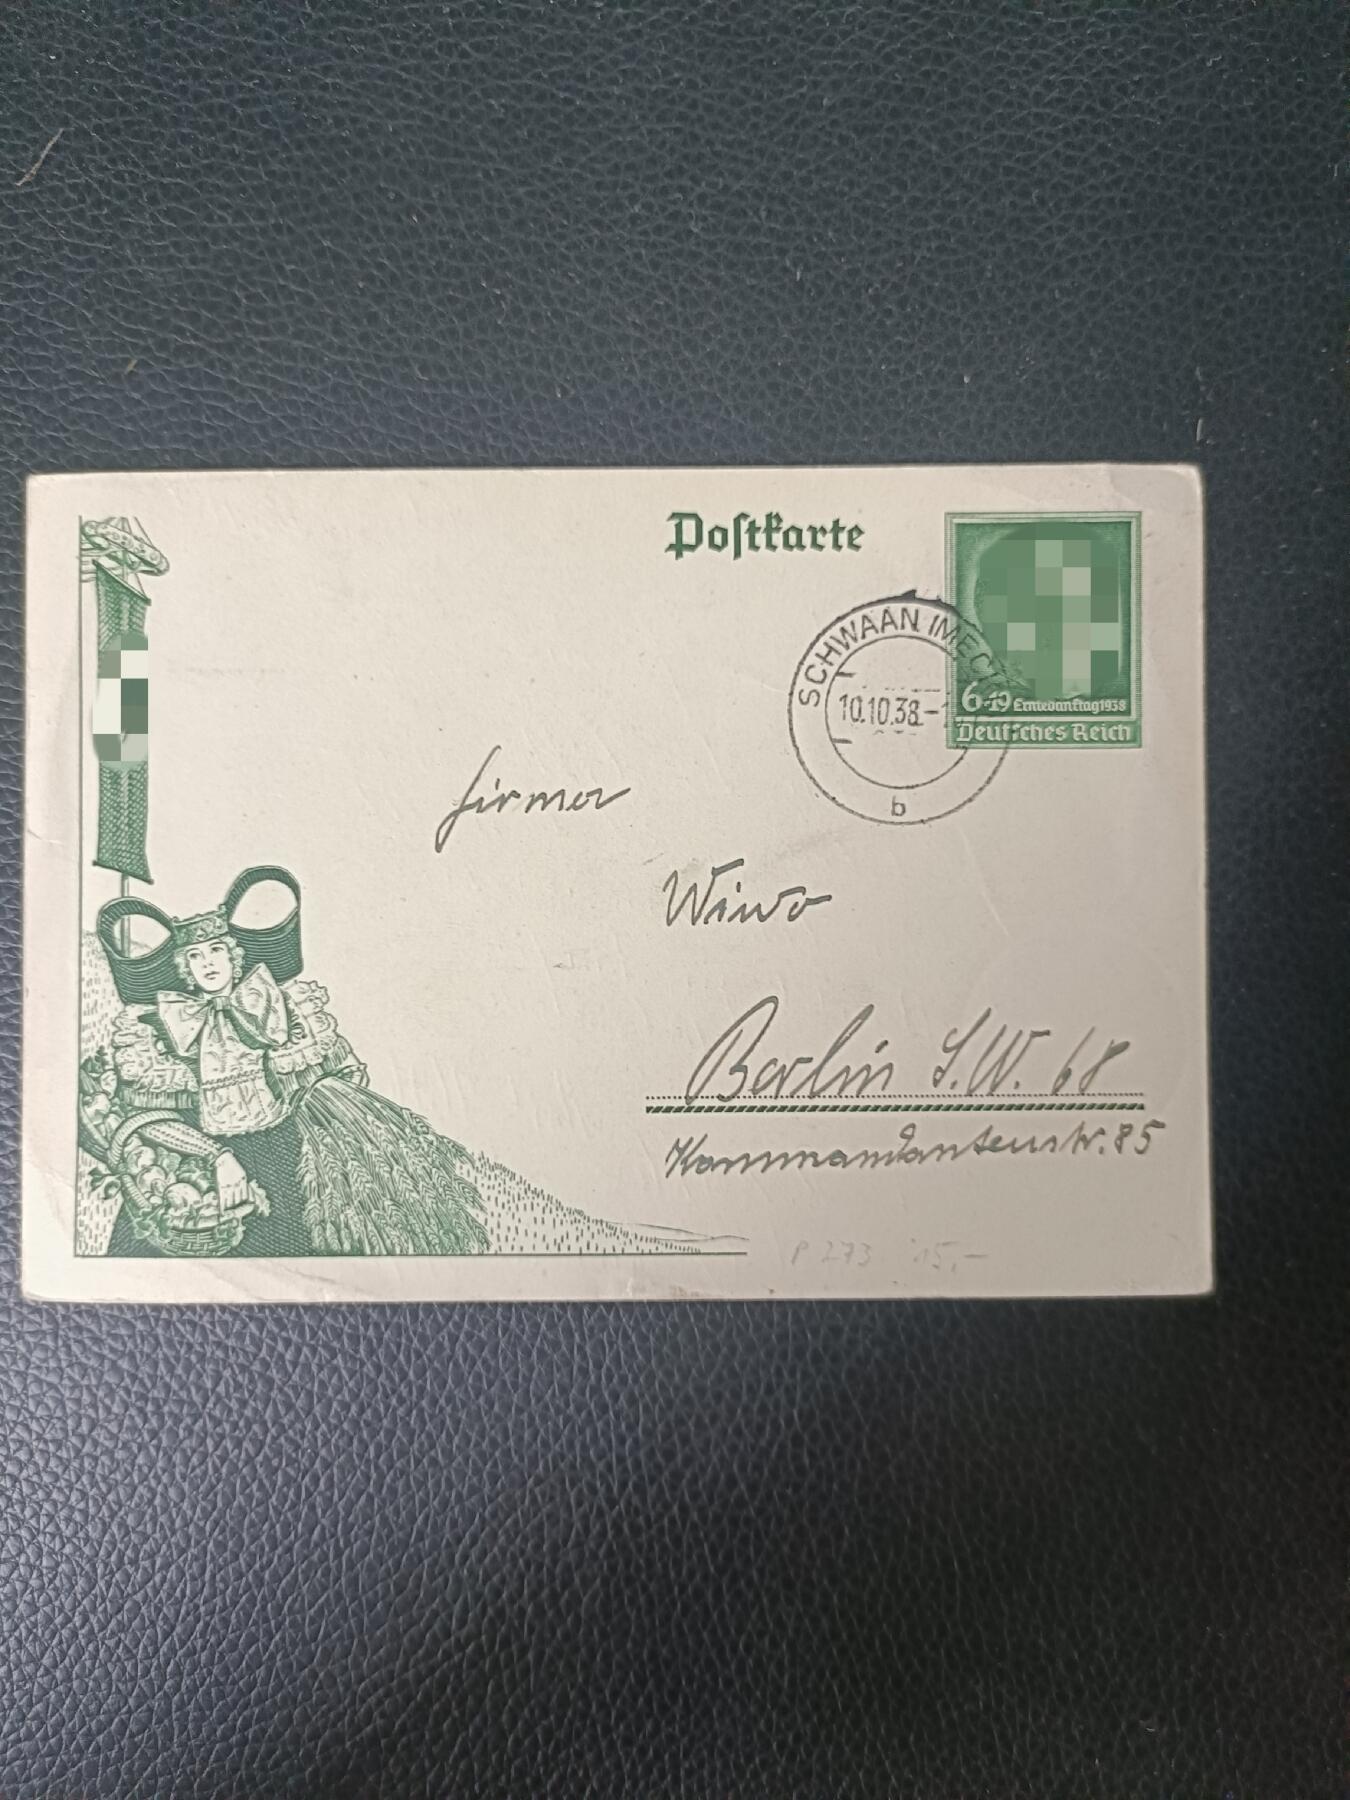 Postkarte
SCHWAAN (MECKL
10.10.38
b
6+19 Erntedanktag 1938
Deutsches Reich
Firma
Wiwo
Berlin S.W. 68
Kommandantenstr. 85
P 273 15,-